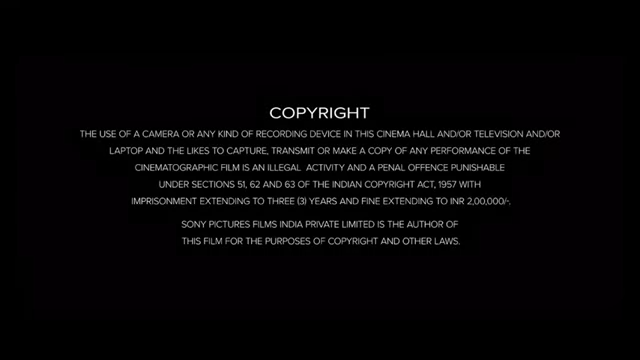 COPYRIGHT
THE USE OF A CAMERA OR ANY KIND OF RECORDING DEVICE IN THIS CINEMA HALL AND/OR TELEVISION AND/OR
LAPTOP AND THE LIKES TO CAPTURE, TRANSMIT OR MAKE A COPY OF ANY PERFORMANCE OF THE
CINEMATOGRAPHIC FILM IS AN ILLEGAL ACTIVITY AND A PENAL OFFENCE PUNISHABLE
UNDER SECTIONS 51, 62 AND 63 OF THE INDIAN COPYRIGHT ACT, 1957 WITH
IMPRISONMENT EXTENDING TO THREE (3) YEARS AND FINE EXTENDING TO INR 2,00,000/-.
SONY PICTURES FILMS INDIA PRIVATE LIMITED IS THE AUTHOR OF
THIS FILM FOR THE PURPOSES OF COPYRIGHT AND OTHER LAWS.